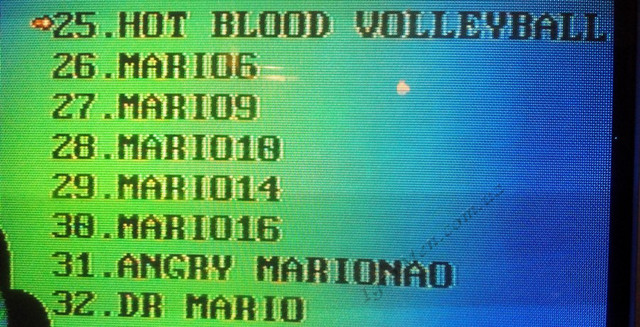 25.HOT BLOOD VOLLEYBALL
26.MARIO6
27.MARIO9
28.MARIO10
29.MARIO14
30.MARIO16
31.ANGRY MARIONAO
32.DR MARIO